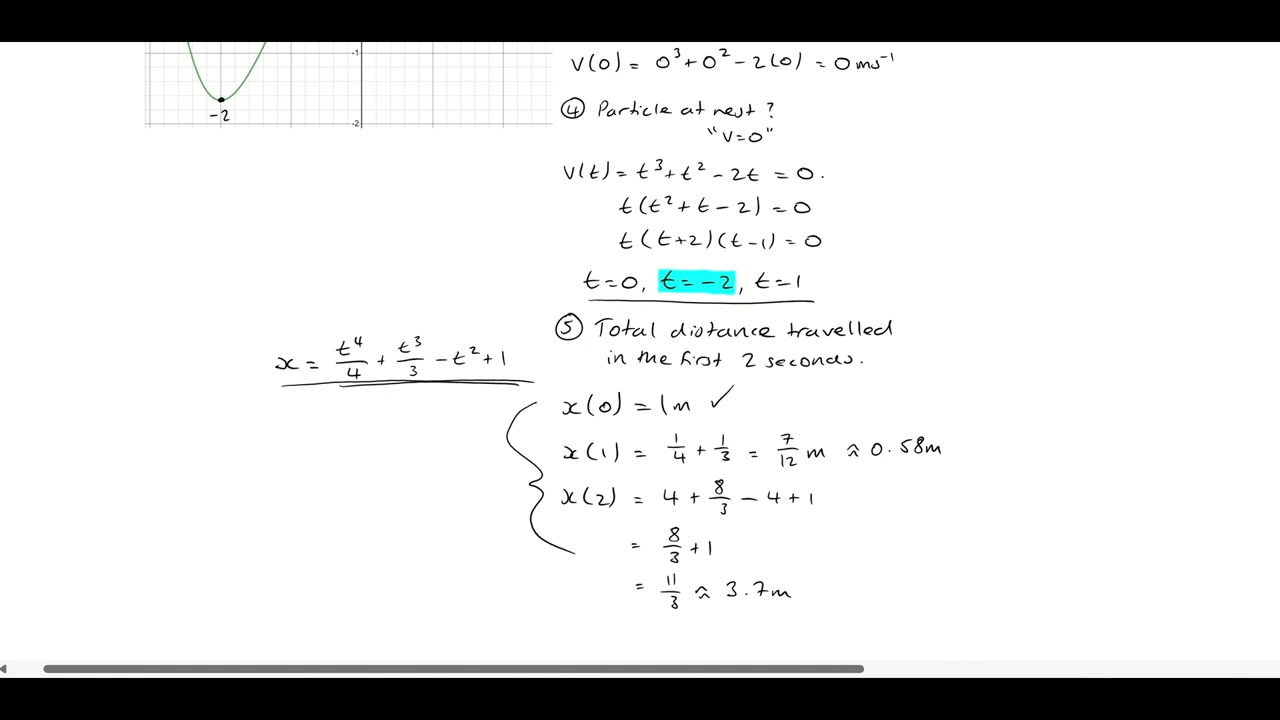 -1
-2
-2
v(0) = 0³+0²-2(0) = 0ms⁻¹
④ Particle at rest?
"v=0"
v(t) = t³+t²-2t = 0.
t(t²+t-2) = 0
t(t+2)(t-1) = 0
t=0, t=-2, t=1
⑤ Total distance travelled
in the first 2 seconds.
x = t⁴/4 + t³/3 - t² + 1
x(0) = 1m ✓
x(1) = 1/4 + 1/3 = 7/12 m ≈ 0.58m
x(2) = 4 + 8/3 - 4 + 1
= 8/3 + 1
= 11/3 ≈ 3.7m